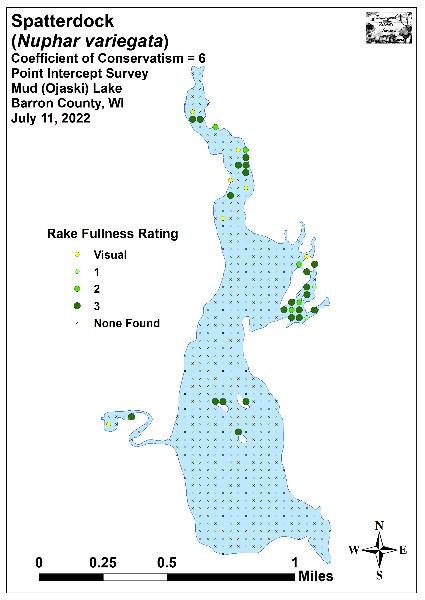 Spatterdock
(Nuphar variegata)
Coefficient of Conservatism = 6
Point Intercept Survey
Mud (Ojaski) Lake
Barron County, WI
July 11, 2022
Rake Fullness Rating
Visual
1
2
3
None Found
N
W E
S
0 0.25 0.5 1
Miles